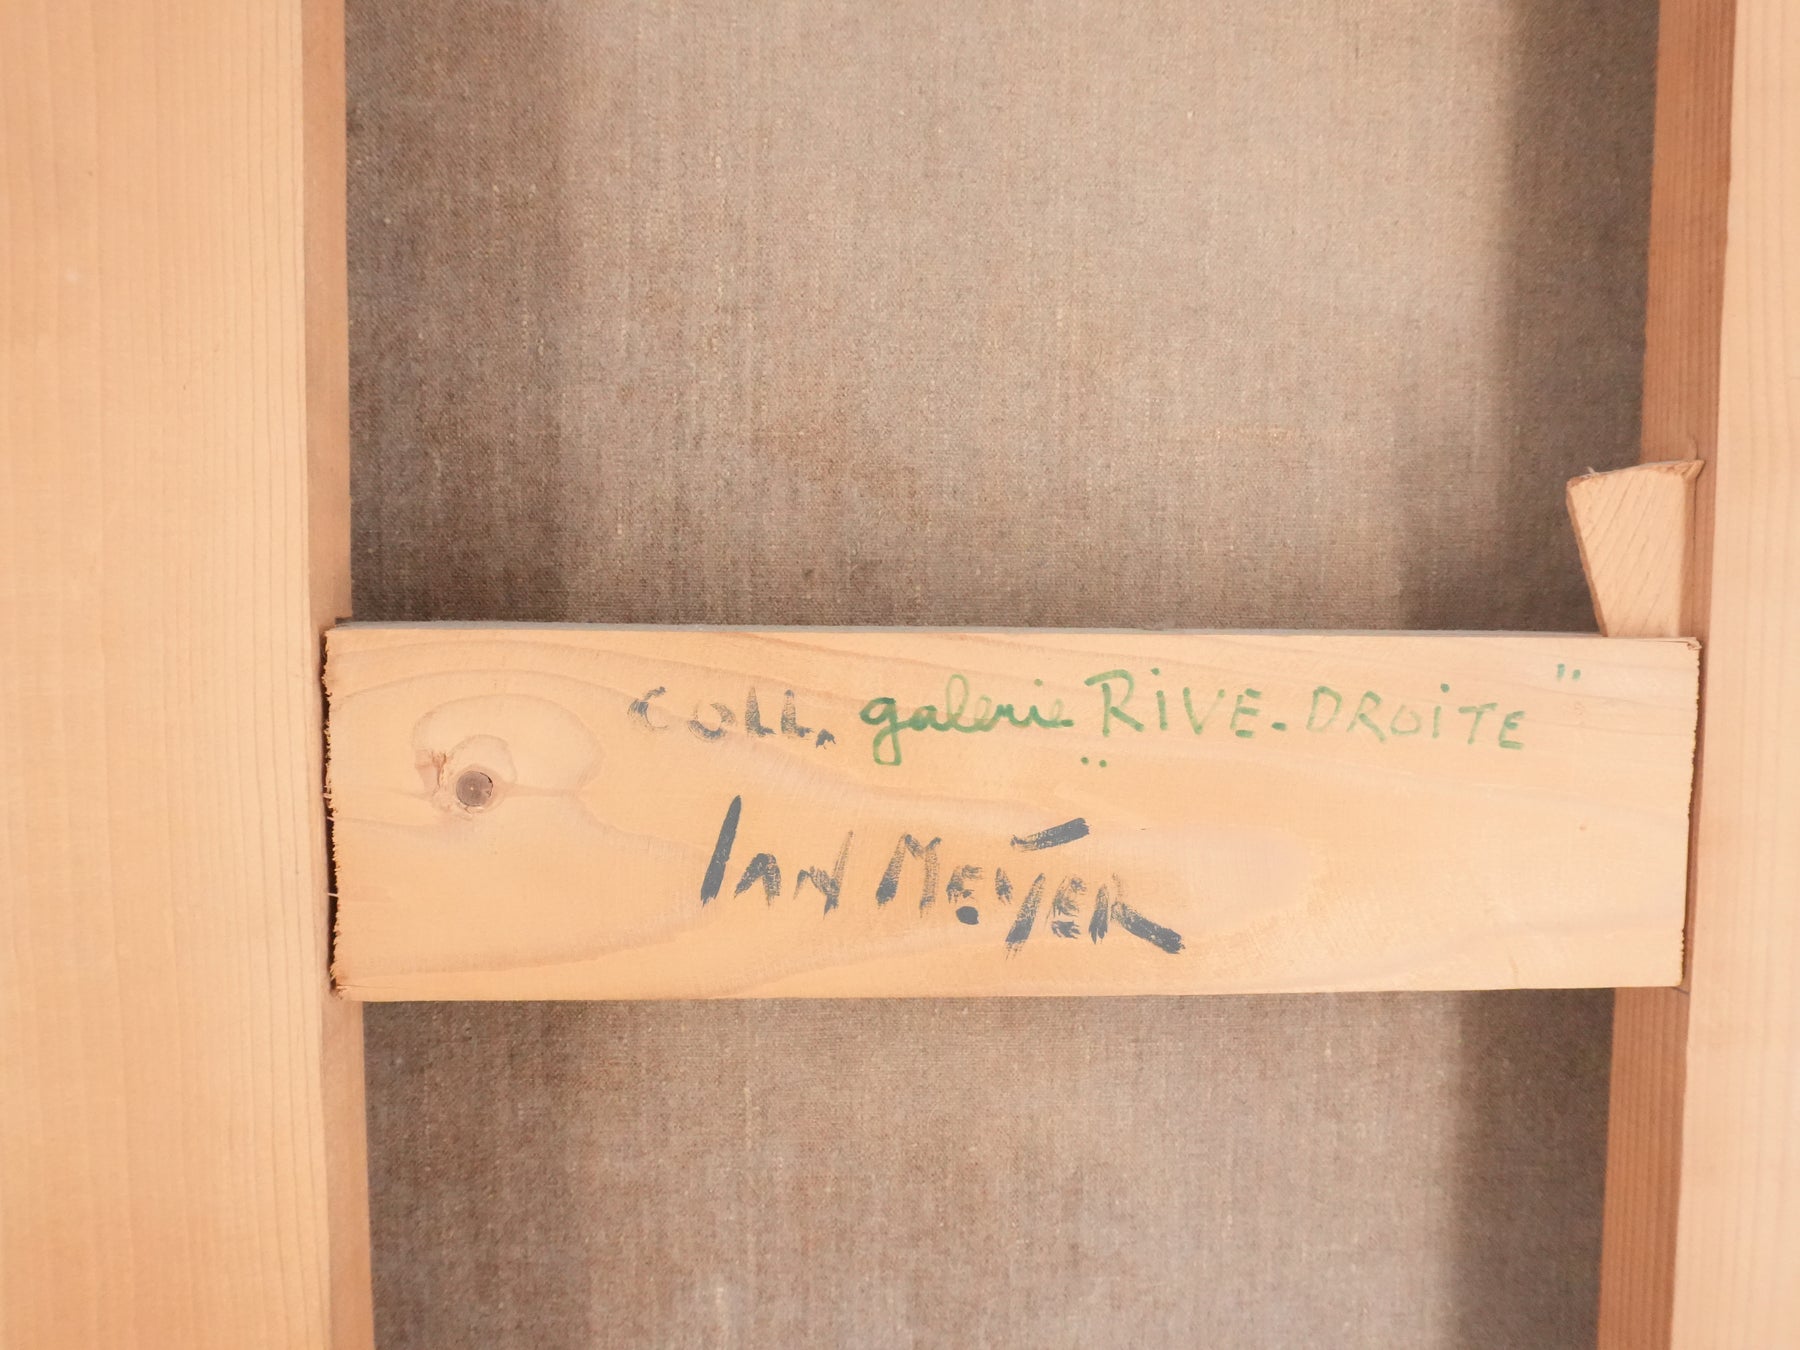 COLL. galerie „RIVE-DROITE"
IAN MEYER